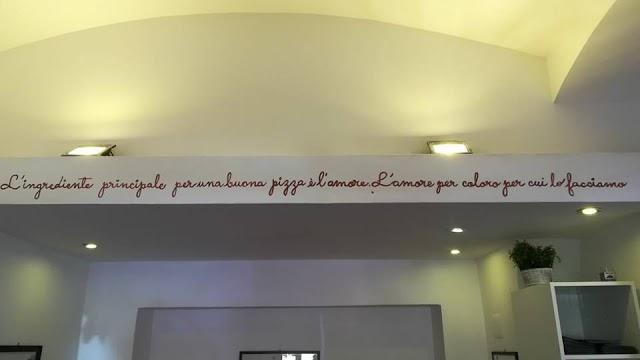 L'ingrediente principale per una buona pizza è l'amore. L'amore per coloro per cui lo facciamo